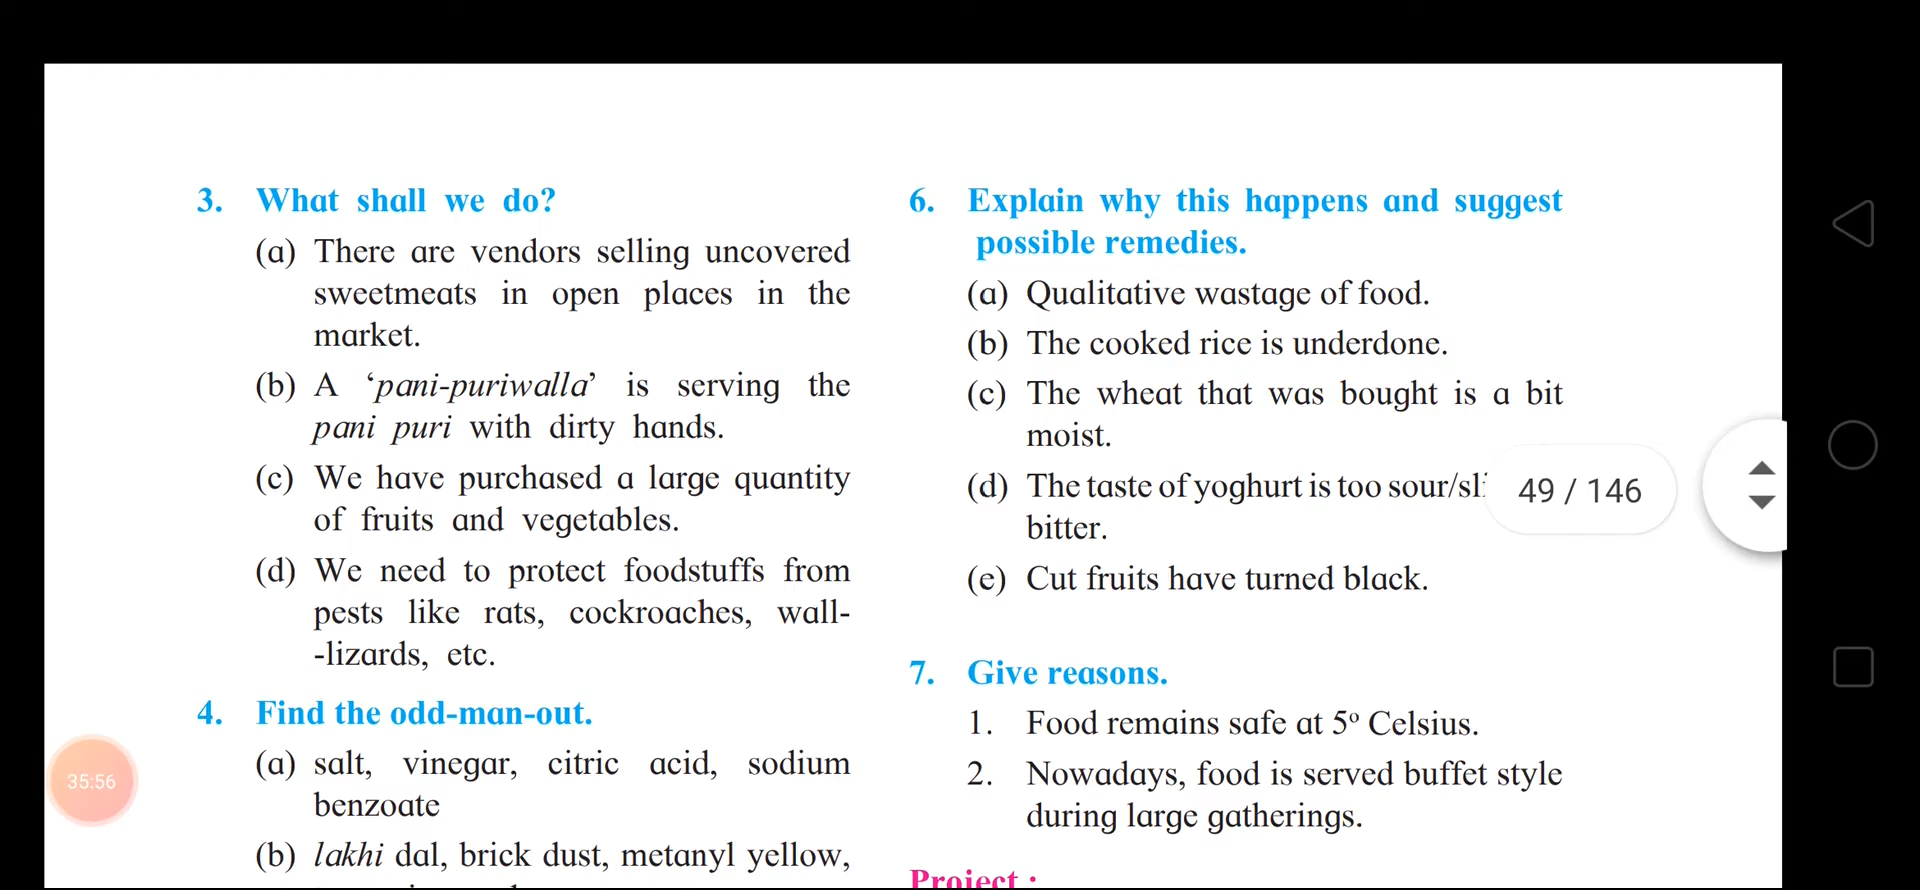 3. What shall we do?
(a) There are vendors selling uncovered
sweetmeats in open places in the
market.
(b) A ‘pani-puriwalla’ is serving the
pani puri with dirty hands.
(c) We have purchased a large quantity
of fruits and vegetables.
(d) We need to protect foodstuffs from
pests like rats, cockroaches, wall-
-lizards, etc.
4. Find the odd-man-out.
(a) salt, vinegar, citric acid, sodium
benzoate
(b) lakhi dal, brick dust, metanyl yellow,
6. Explain why this happens and suggest
possible remedies.
(a) Qualitative wastage of food.
(b) The cooked rice is underdone.
(c) The wheat that was bought is a bit
moist.
(d) The taste of yoghurt is too sour/
bitter.
(e) Cut fruits have turned black.
7. Give reasons.
1. Food remains safe at 5º Celsius.
2. Nowadays, food is served buffet style
during large gatherings.
Project :
49 / 146
35:56